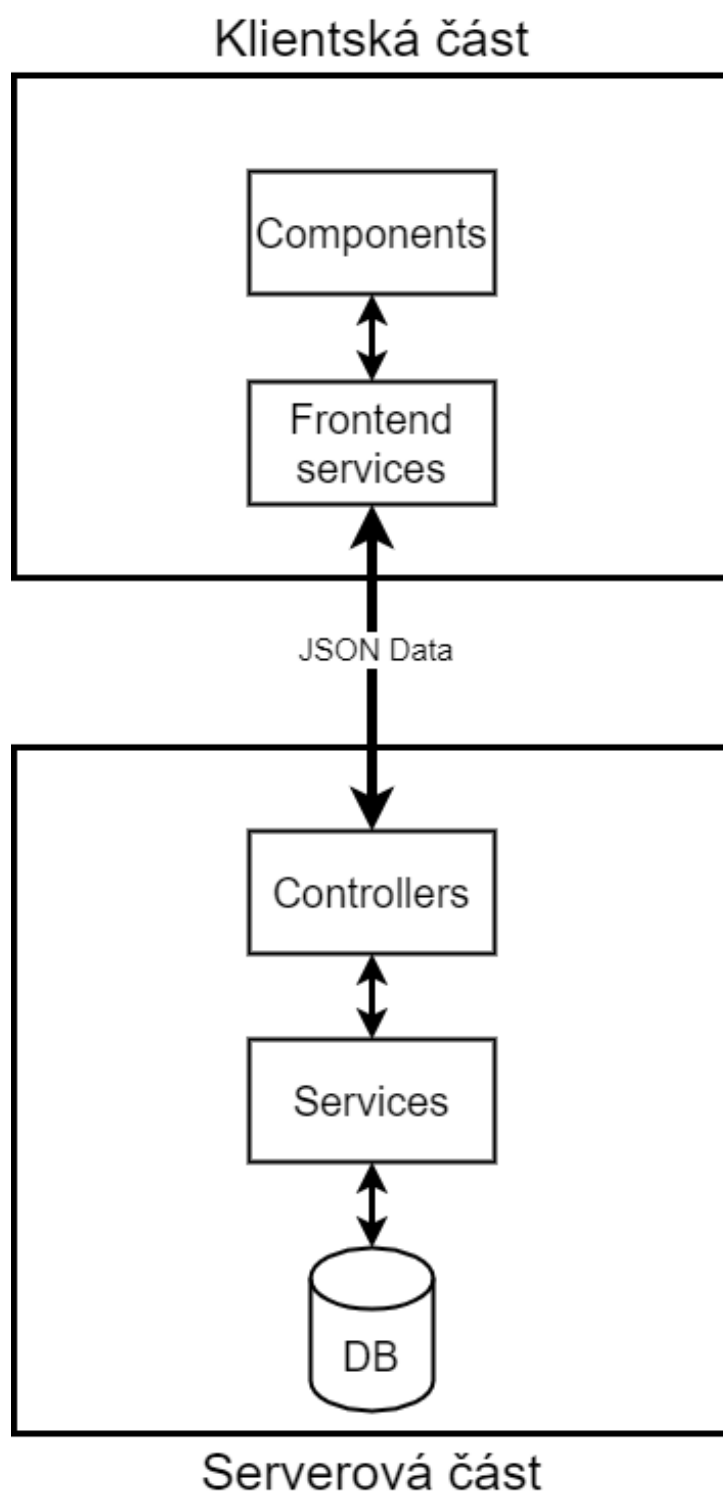 Klientská část
Components
Frontend
services
JSON Data
Controllers
Services
DB
Serverová část